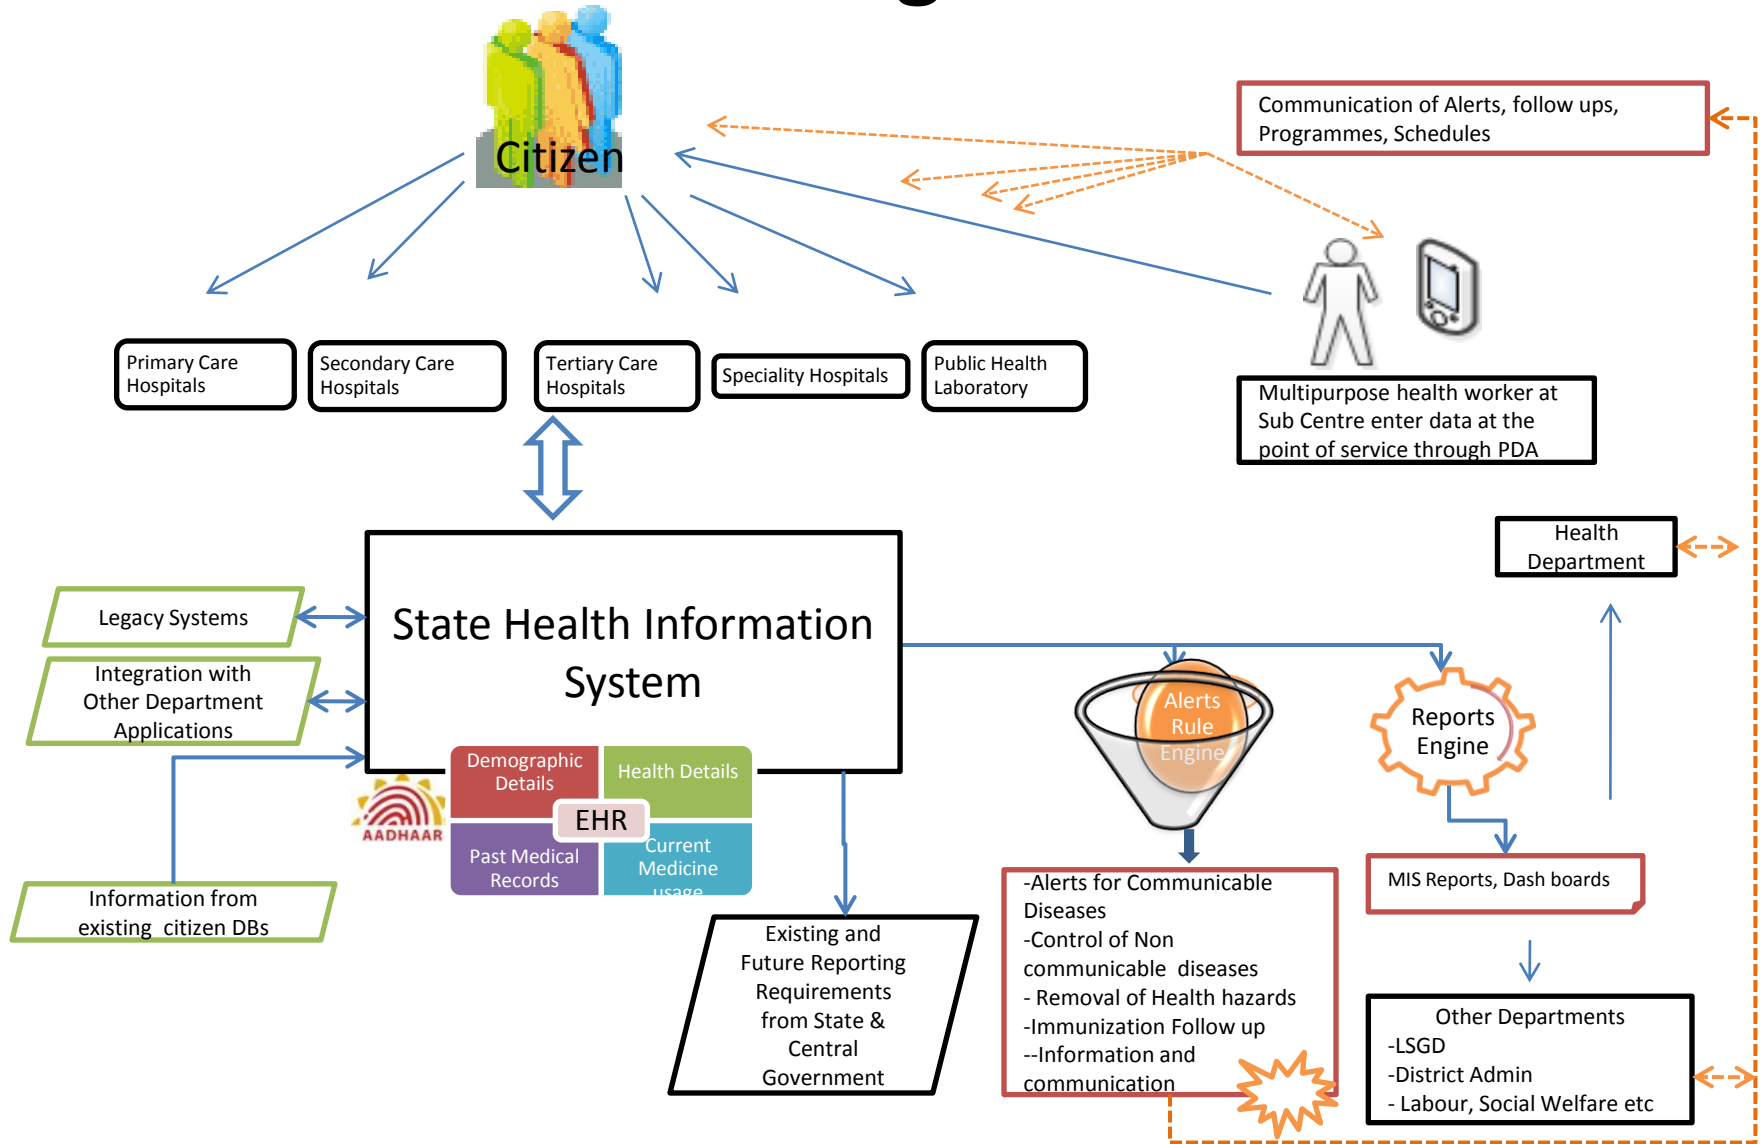 Citizen
Communication of Alerts, follow ups,
Programmes, Schedules
Primary Care
Hospitals
Secondary Care
Hospitals
Tertiary Care
Hospitals
Speciality Hospitals
Public Health
Laboratory
Multipurpose health worker at
Sub Centre enter data at the
point of service through PDA
Health
Department
State Health Information
System
Legacy Systems
Integration with
Other Department
Applications
Information from
existing citizen DBs
AADHAAR
Demographic
Details
Health Details
EHR
Past Medical
Records
Current
Medicine
usage
Alerts
Rule
Engine
Reports
Engine
Existing and
Future Reporting
Requirements
from State &
Central
Government
-Alerts for Communicable
Diseases
-Control of Non
communicable diseases
- Removal of Health hazards
-Immunization Follow up
--Information and
communication
MIS Reports, Dash boards
Other Departments
-LSGD
-District Admin
- Labour, Social Welfare etc